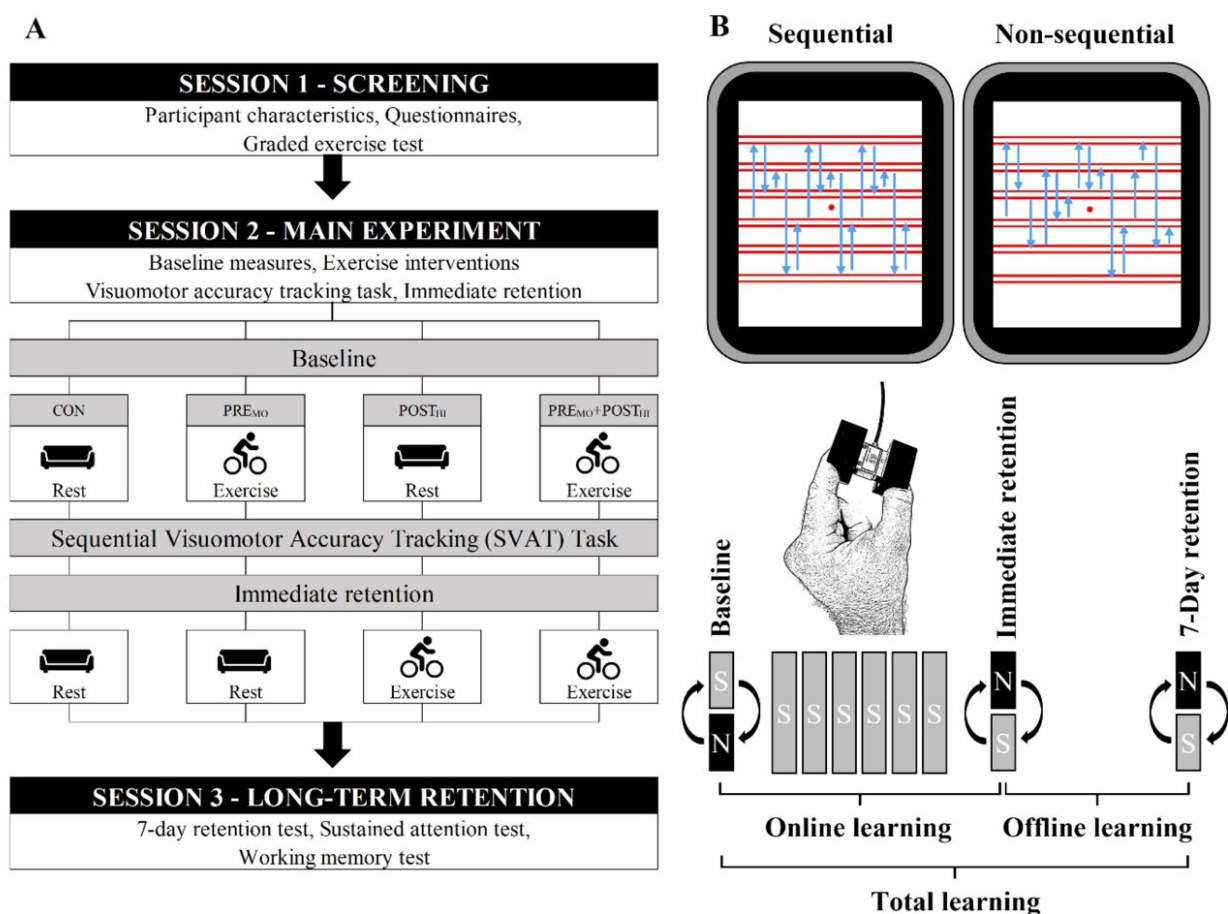 A
SESSION 1 - SCREENING
Participant characteristics, Questionnaires,
Graded exercise test
SESSION 2 - MAIN EXPERIMENT
Baseline measures, Exercise interventions
Visuomotor accuracy tracking task, Immediate retention
Baseline
CON
PREMO
POSTHI
PREMO+POSTHI
Rest
Exercise
Rest
Exercise
Sequential Visuomotor Accuracy Tracking (SVAT) Task
Immediate retention
Rest
Rest
Exercise
Exercise
SESSION 3 - LONG-TERM RETENTION
7-day retention test, Sustained attention test,
Working memory test
B
Sequential
Non-sequential
Baseline
Immediate retention
7-Day retention
S
N
S
S
S
S
S
S
N
S
N
S
Online learning
Offline learning
Total learning